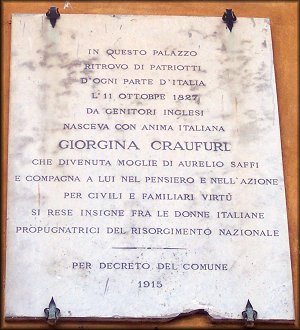 IN QUESTO PALAZZO
RITROVO DI PATRIOTTI
D'OGNI PARTE D'ITALIA
L'11 OTTOBRE 1827,
DA GENITORI INGLESI
NASCEVA CON ANIMA ITALIANA
GIORGINA CRAUFURD
CHE DIVENUTA MOGLIE DI AURELIO SAFFI
E COMPAGNA A LUI NEL PENSIERO E NELL'AZIONE
PER CIVILI E FAMILIARI VIRTÙ
SI RESE INSIGNE FRA LE DONNE ITALIANE
PROPUGNATRICI DEL RISORGIMENTO NAZIONALE
PER DECRETO DEL COMUNE
1915